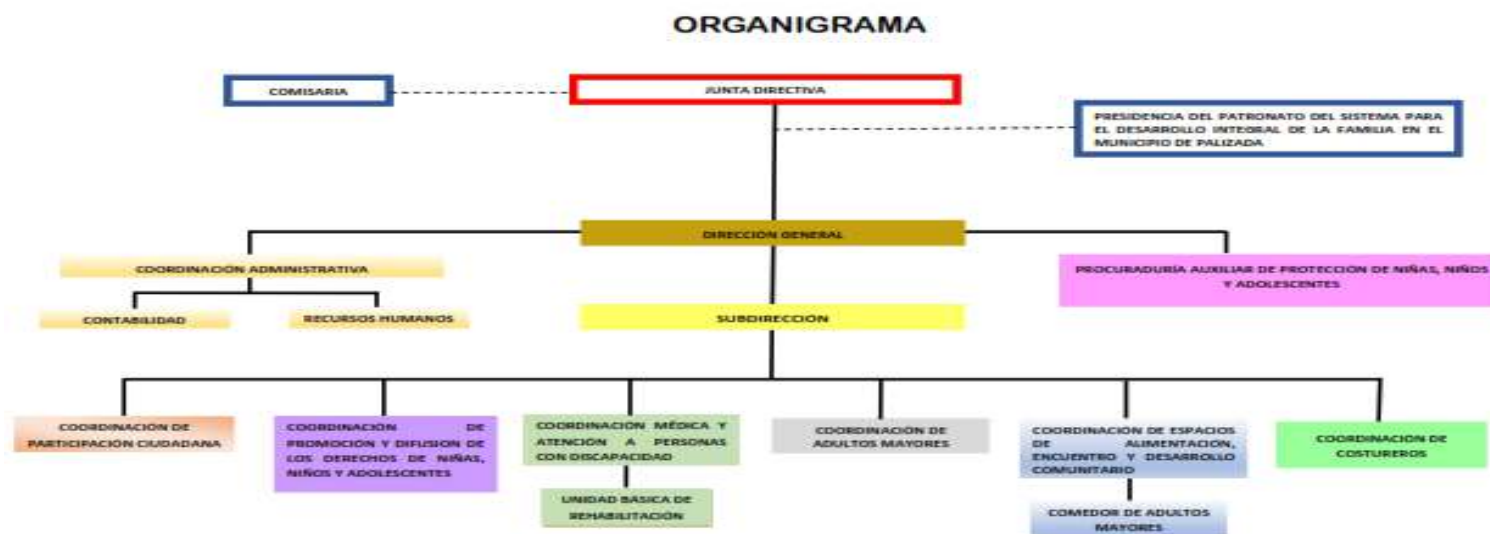 ORGANIGRAMA
COMISARIA
JUNTA DIRECTIVA
PRESIDENCIA DEL PATRONATO DEL SISTEMA PARA
EL DESARROLLO INTEGRAL DE LA FAMILIA EN EL
MUNICIPIO DE PALIZADA
DIRECCIÓN GENERAL
COORDINACIÓN ADMINISTRATIVA
PROCURADURÍA AUXILIAR DE PROTECCIÓN DE NIÑAS, NIÑOS
Y ADOLESCENTES
CONTABILIDAD
RECURSOS HUMANOS
SUBDIRECCIÓN
COORDINACIÓN DE
PARTICIPACIÓN CIUDADANA
COORDINACIÓN DE
PROMOCIÓN Y DIFUSION DE
LOS DERECHOS DE NIÑAS,
NIÑOS Y ADOLESCENTES
COORDINACIÓN MÉDICA Y
ATENCIÓN A PERSONAS
CON DISCAPACIDAD
COORDINACIÓN DE
ADULTOS MAYORES
COORDINACIÓN DE ESPACIOS
DE ALIMENTACIÓN,
ENCUENTRO Y DESARROLLO
COMUNITARIO
COORDINACIÓN DE
COSTUREROS
UNIDAD BÁSICA DE
REHABILITACIÓN
COMEDOR DE ADULTOS
MAYORES